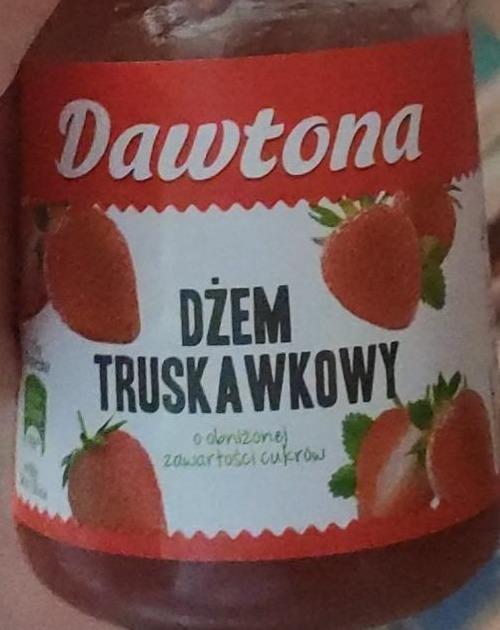 Dawtona
DŻEM
TRUSKAWKOWY
o obniżonej
zawartości cukrów